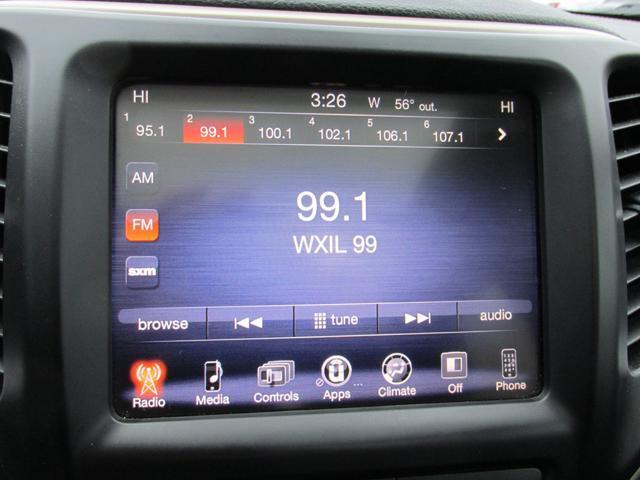 HI 3:26 W 56° out. HI
1 95.1 2 99.1 3 100.1 4 102.1 5 106.1 6 107.1
AM
99.1
FM
WXIL 99
sxm
browse tune audio
Radio Media Controls Apps ... Climate Off Phone